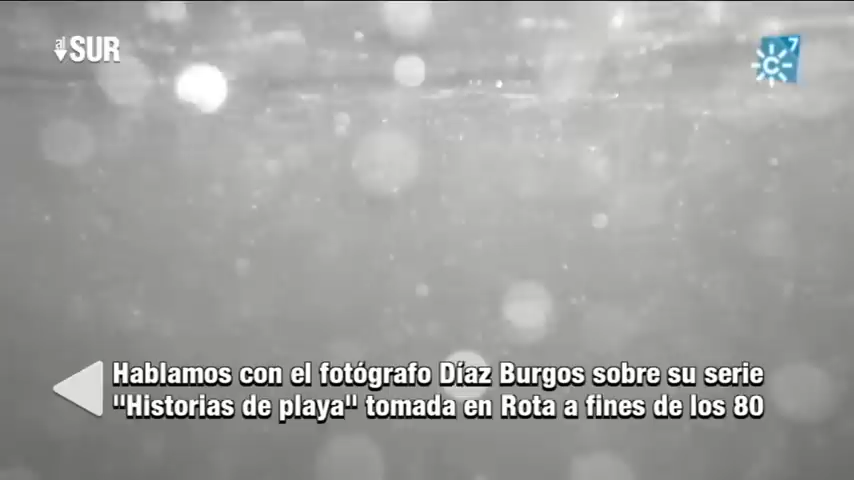 al SUR
7
Hablamos con el fotógrafo Díaz Burgos sobre su serie
"Historias de playa" tomada en Rota a fines de los 80